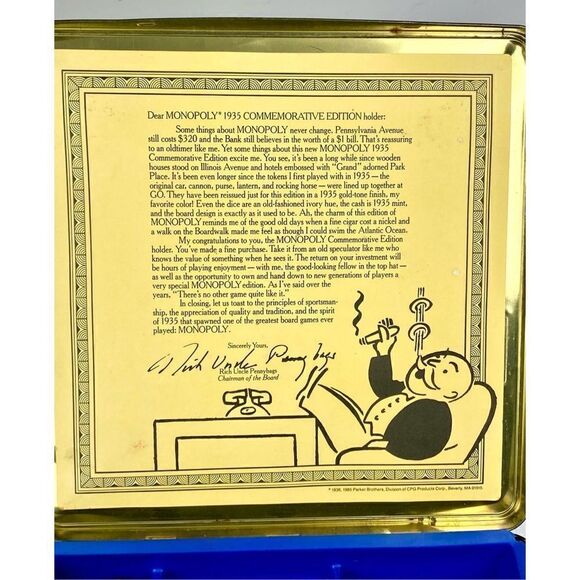 Dear MONOPOLY® 1935 COMMEMORATIVE EDITION holder:
Some things about MONOPOLY never change. Pennsylvania Avenue
still costs $320 and the Bank still believes in the worth of a $1 bill. That's reassuring
to an oldtimer like me. Yet some things about this new MONOPOLY 1935
Commemorative Edition excite me. You see, it's been a long while since wooden
houses stood on Illinois Avenue and hotels embossed with "Grand" adorned Park
Place. It's been even longer since the tokens I first played with in 1935 — the
original car, cannon, purse, lantern, and rocking horse — were lined up together at
GO. They have been reissued just for this edition in a 1935 gold-tone finish, my
favorite color! Even the dice are an old-fashioned ivory hue, the cash is 1935 mint,
and the board design is exactly as it used to be. Ah, the charm of this edition of
MONOPOLY reminds me of the good old days when a fine cigar cost a nickel and
a walk on the Boardwalk made me feel as though I could swim the Atlantic Ocean.
My congratulations to you, the MONOPOLY Commemorative Edition
holder. You've made a fine purchase. Take it from an old speculator like me who
knows the value of something when he sees it. The return on your investment will
be hours of playing enjoyment — with me, the good-looking fellow in the top hat —
as well as the opportunity to own and hand down to new generations of players a
very special MONOPOLY edition. As I've said over the
years, "There's no other game quite like it."
In closing, let us toast to the principles of sportsman-
ship, the appreciation of quality and tradition, and the spirit
of 1935 that spawned one of the greatest board games ever
played: MONOPOLY.
Sincerely Yours,
Rich Uncle Pennybags
Rich Uncle Pennybags
Chairman of the Board
© 1936, 1985 Parker Brothers, Division of CPG Products Corp., Beverly, MA 01915